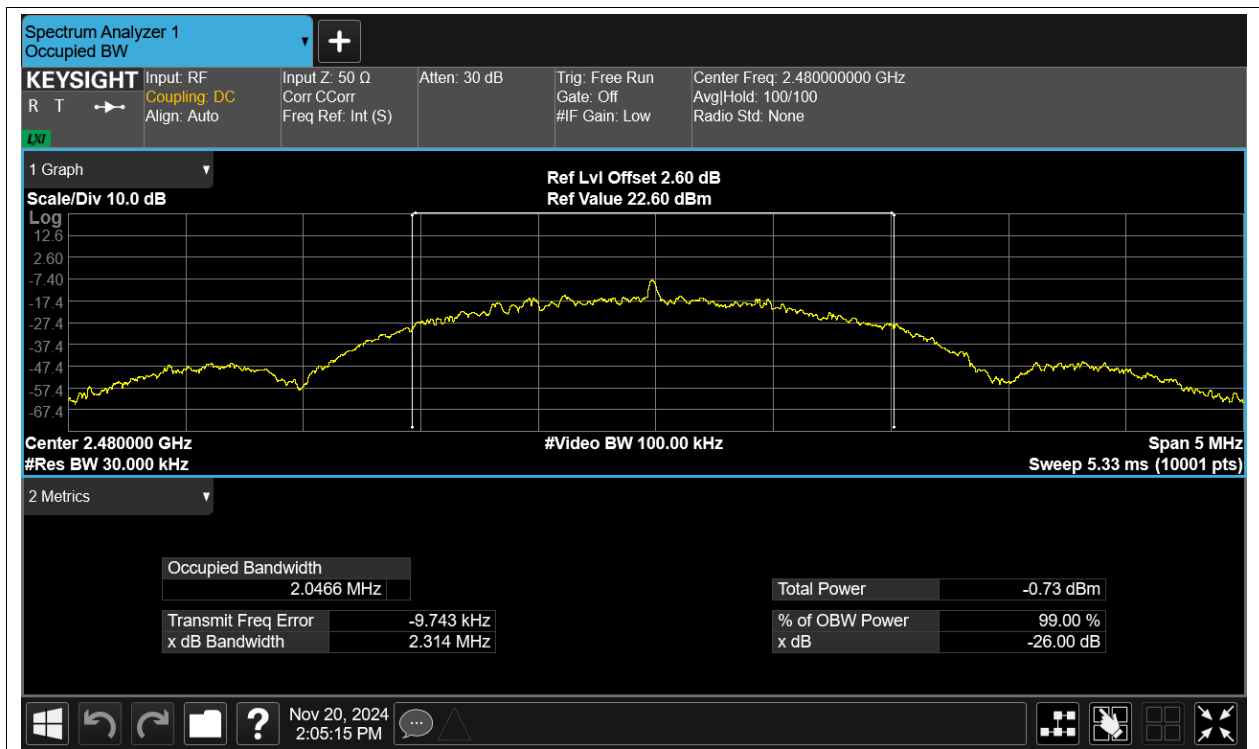 Spectrum Analyzer 1
Occupied BW
KEYSIGHT
R T
LXI
Input: RF
Coupling: DC
Align: Auto
Input Z: 50 Ω
Corr CCorr
Freq Ref: Int (S)
Atten: 30 dB
Trig: Free Run
Gate: Off
#IF Gain: Low
Center Freq: 2.480000000 GHz
Avg|Hold: 100/100
Radio Std: None
1 Graph
Scale/Div 10.0 dB
Ref Lvl Offset 2.60 dB
Ref Value 22.60 dBm
Log
12.6
2.60
-7.40
-17.4
-27.4
-37.4
-47.4
-57.4
-67.4
Center 2.480000 GHz
#Res BW 30.000 kHz
#Video BW 100.00 kHz
Span 5 MHz
Sweep 5.33 ms (10001 pts)
2 Metrics
Occupied Bandwidth
2.0466 MHz
Transmit Freq Error -9.743 kHz
x dB Bandwidth 2.314 MHz
Total Power -0.73 dBm
% of OBW Power 99.00 %
x dB -26.00 dB
?
Nov 20, 2024
2:05:15 PM